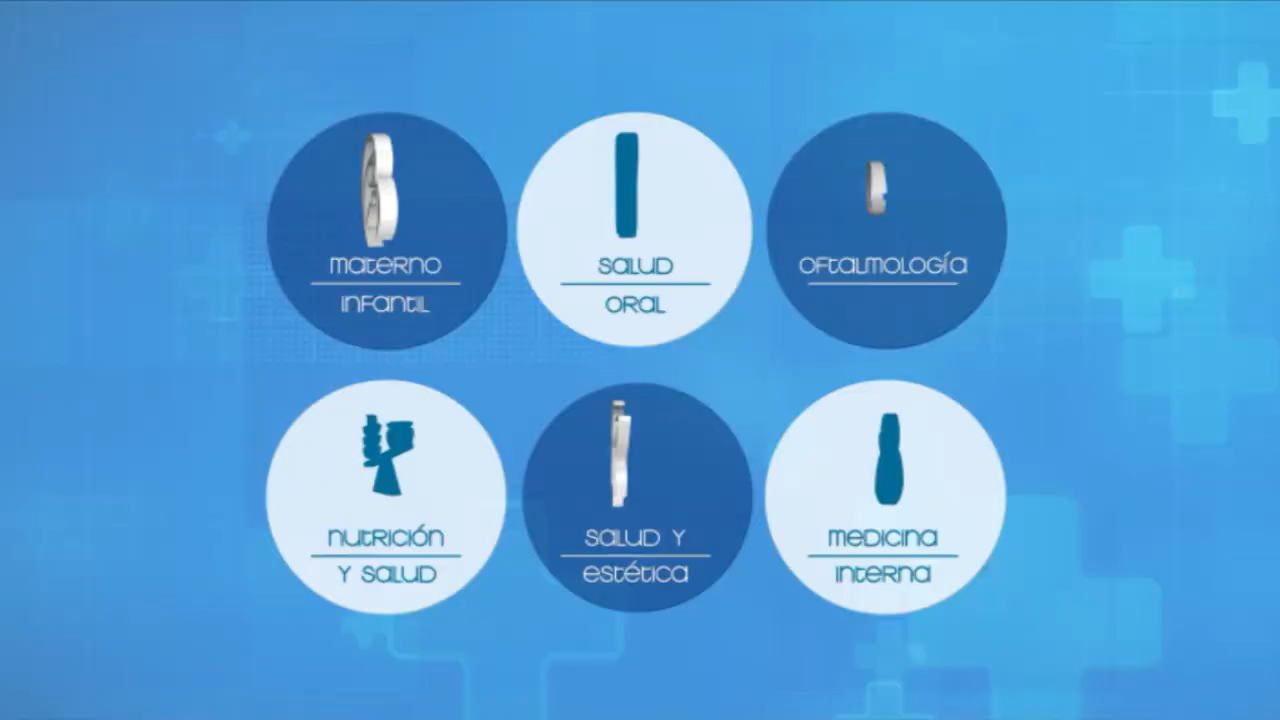 materno
infantil
salud
oral
oftalmología
nutrición
y salud
salud y
estética
medicina
interna